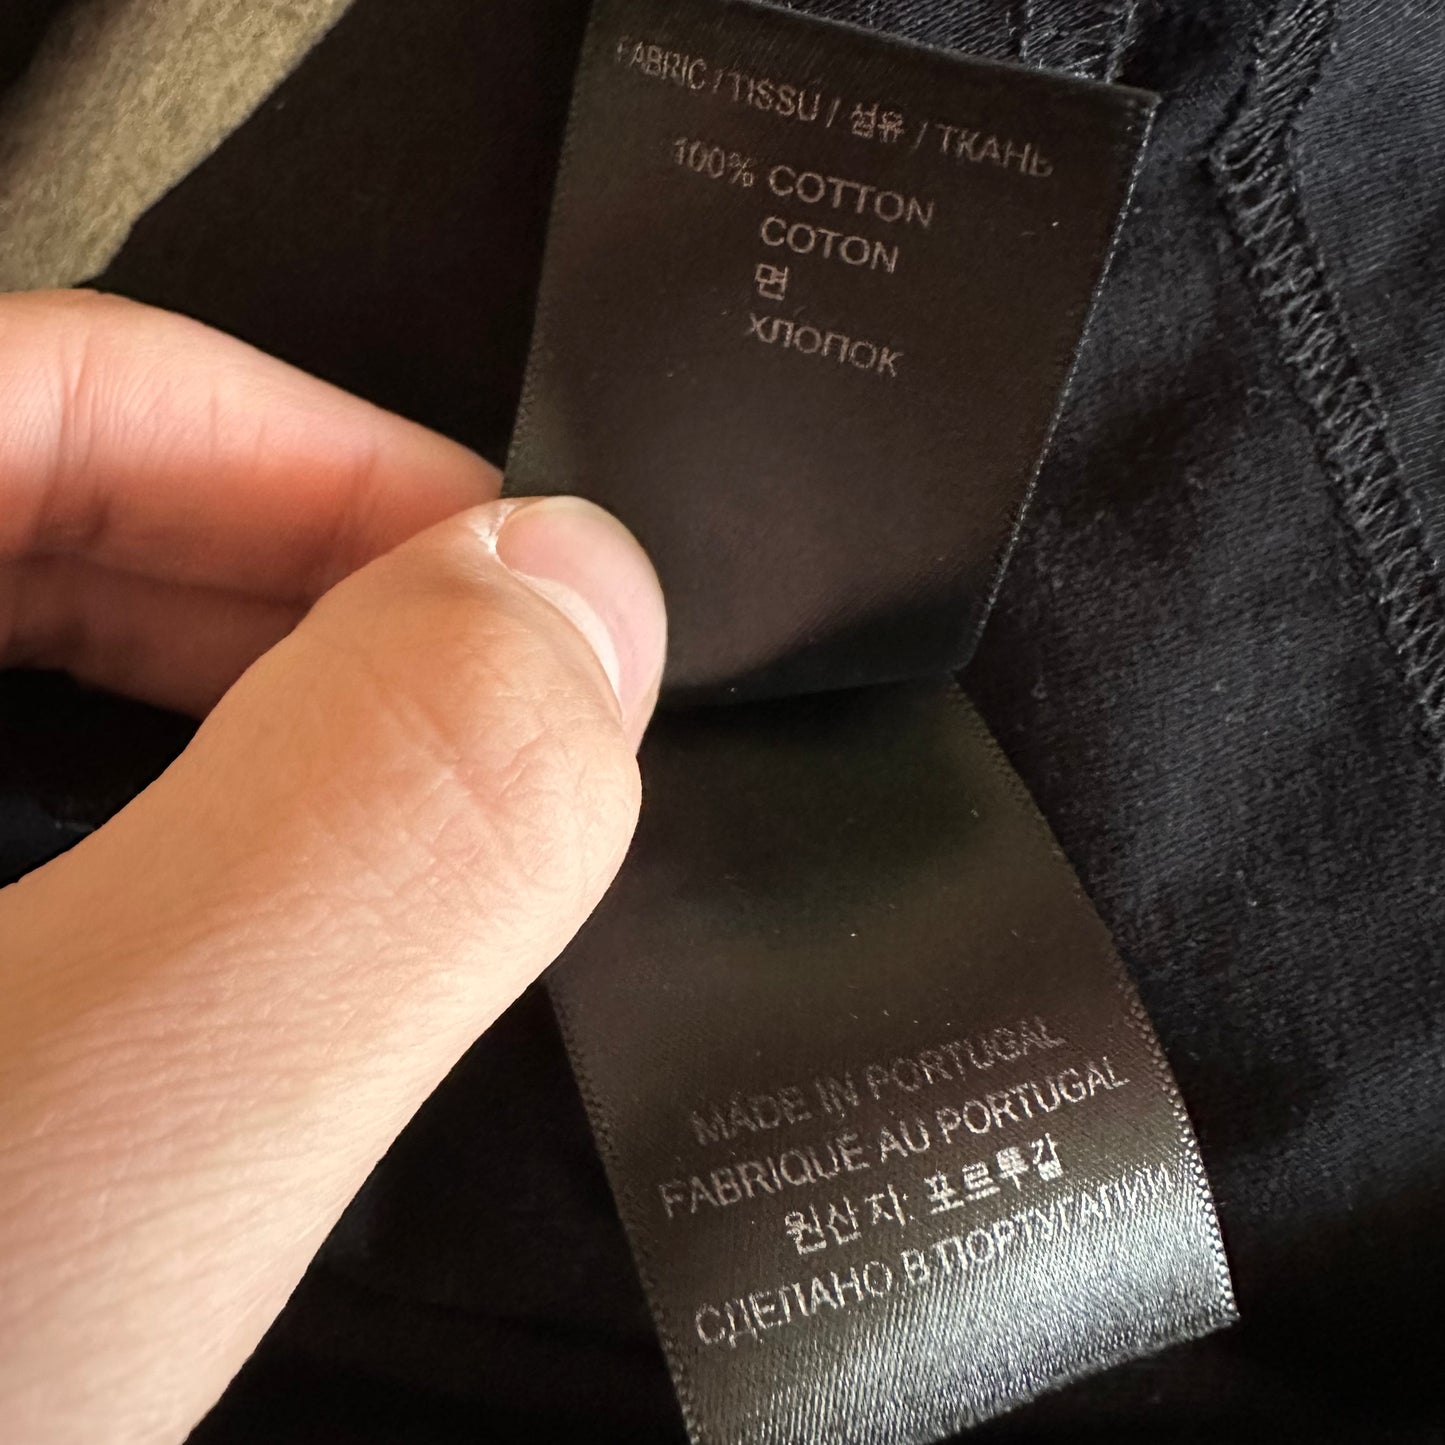 FABRIC / TISSU / 섬유 / ТКАНЬ
100% COTTON
COTON
면
ХЛОПОК
MADE IN PORTUGAL
FABRIQUE AU PORTUGAL
원산지: 포르투갈
СДЕЛАНО В ПОРТУГАЛИИ